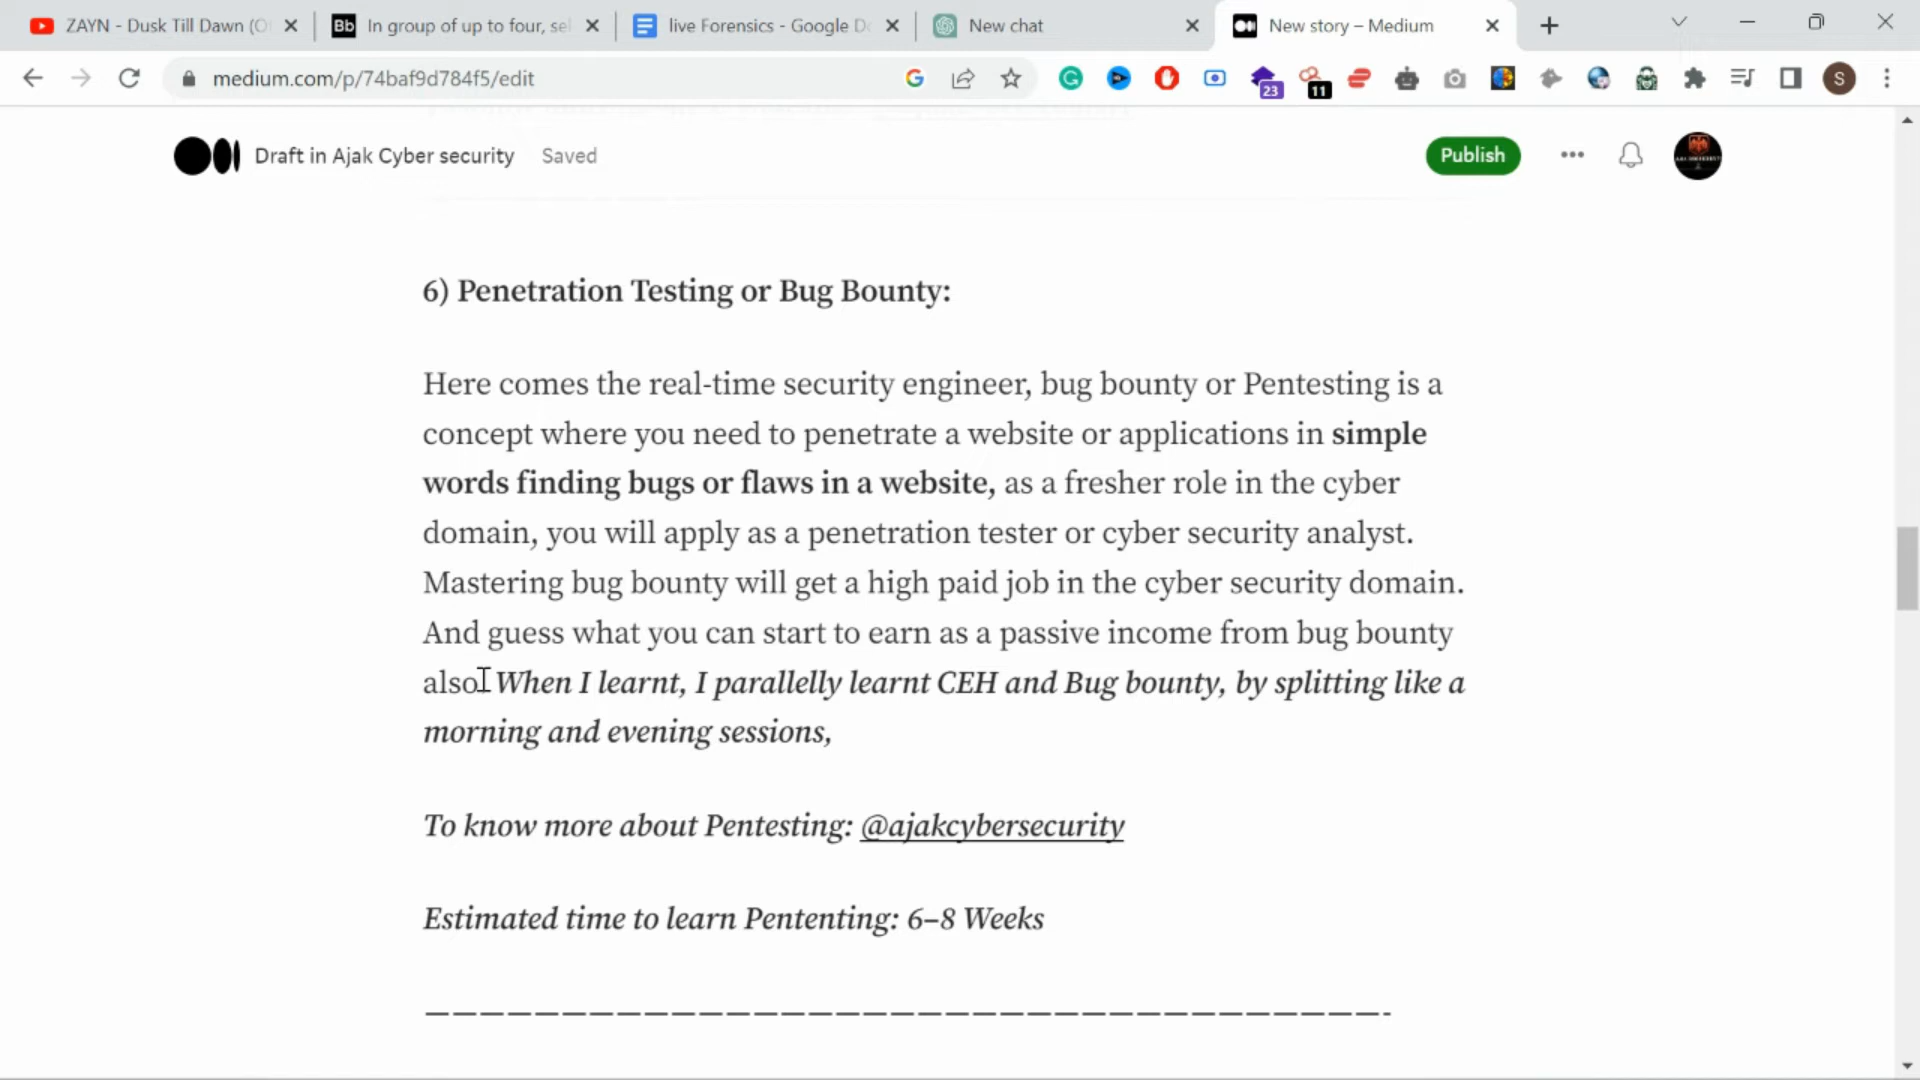 ZAYN - Dusk Till Dawn (O
Bb In group of up to four, sel
live Forensics - Google Do
New chat
New story – Medium
medium.com/p/74baf9d784f5/edit
23
11
S
Draft in Ajak Cyber security Saved
Publish
6) Penetration Testing or Bug Bounty:
Here comes the real-time security engineer, bug bounty or Pentesting is a
concept where you need to penetrate a website or applications in simple
words finding bugs or flaws in a website, as a fresher role in the cyber
domain, you will apply as a penetration tester or cyber security analyst.
Mastering bug bounty will get a high paid job in the cyber security domain.
And guess what you can start to earn as a passive income from bug bounty
also. When I learnt, I parallelly learnt CEH and Bug bounty, by splitting like a
morning and evening sessions,
To know more about Pentesting: @ajakcybersecurity
Estimated time to learn Pententing: 6–8 Weeks
———————————————————————————————————-